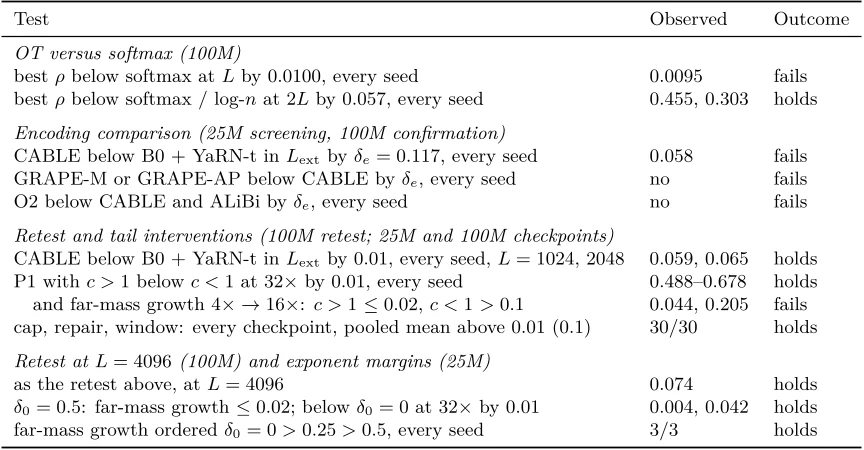 Test Observed Outcome
OT versus softmax (100M)
best ρ below softmax at L by 0.0100, every seed 0.0095 fails
best ρ below softmax / log-n at 2L by 0.057, every seed 0.455, 0.303 holds
Encoding comparison (25M screening, 100M confirmation)
CABLE below B0 + YaRN-t in L_ext by δ_e = 0.117, every seed 0.058 fails
GRAPE-M or GRAPE-AP below CABLE by δ_e, every seed no fails
O2 below CABLE and ALiBi by δ_e, every seed no fails
Retest and tail interventions (100M retest; 25M and 100M checkpoints)
CABLE below B0 + YaRN-t in L_ext by 0.01, every seed, L = 1024, 2048 0.059, 0.065 holds
P1 with c > 1 below c < 1 at 32× by 0.01, every seed 0.488–0.678 holds
and far-mass growth 4× → 16×: c > 1 ≤ 0.02, c < 1 > 0.1 0.044, 0.205 fails
cap, repair, window: every checkpoint, pooled mean above 0.01 (0.1) 30/30 holds
Retest at L = 4096 (100M) and exponent margins (25M)
as the retest above, at L = 4096 0.074 holds
δ_0 = 0.5: far-mass growth ≤ 0.02; below δ_0 = 0 at 32× by 0.01 0.004, 0.042 holds
far-mass growth ordered δ_0 = 0 > 0.25 > 0.5, every seed 3/3 holds